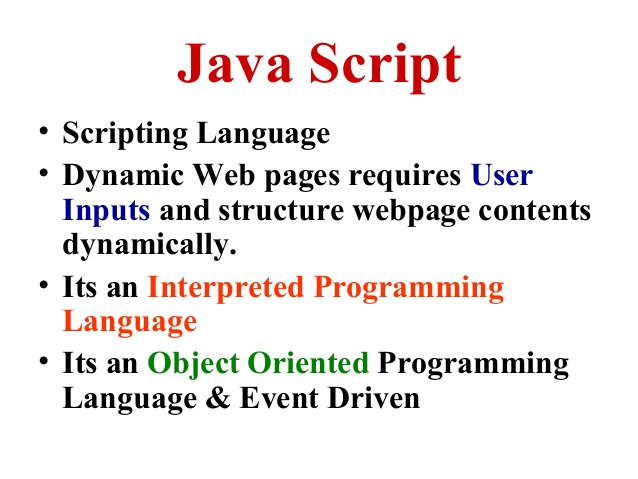 Java Script
• Scripting Language
• Dynamic Web pages requires User
Inputs and structure webpage contents
dynamically.
• Its an Interpreted Programming
Language
• Its an Object Oriented Programming
Language & Event Driven